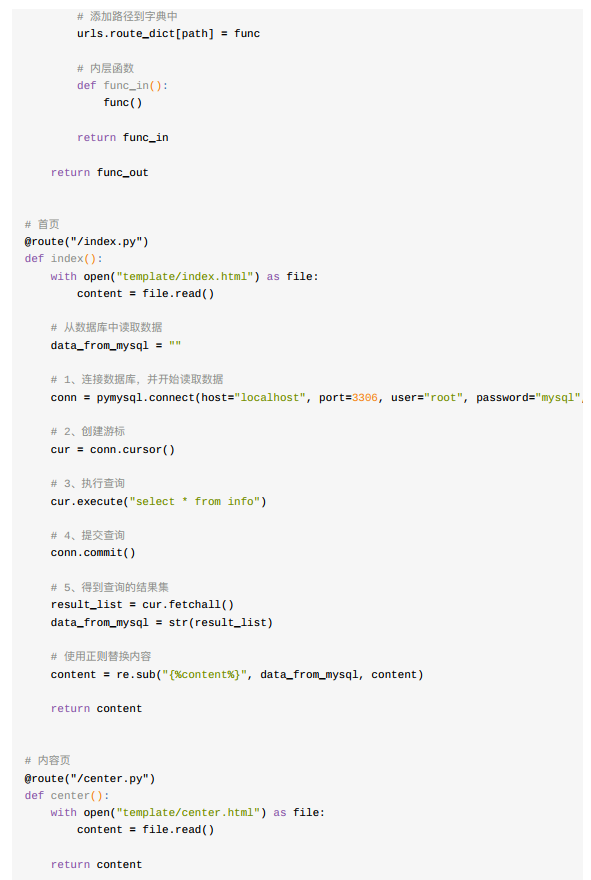 # 添加路径到字典中
urls.route_dict[path] = func
# 内层函数
def func_in():
func()
return func_in
return func_out
# 首页
@route("/index.py")
def index():
with open("template/index.html") as file:
content = file.read()
# 从数据库中读取数据
data_from_mysql = ""
# 1、连接数据库，并开始读取数据
conn = pymysql.connect(host="localhost", port=3306, user="root", password="mysql",
# 2、创建游标
cur = conn.cursor()
# 3、执行查询
cur.execute("select * from info")
# 4、提交查询
conn.commit()
# 5、得到查询的结果集
result_list = cur.fetchall()
data_from_mysql = str(result_list)
# 使用正则替换内容
content = re.sub("{%content%}", data_from_mysql, content)
return content
# 内容页
@route("/center.py")
def center():
with open("template/center.html") as file:
content = file.read()
return content